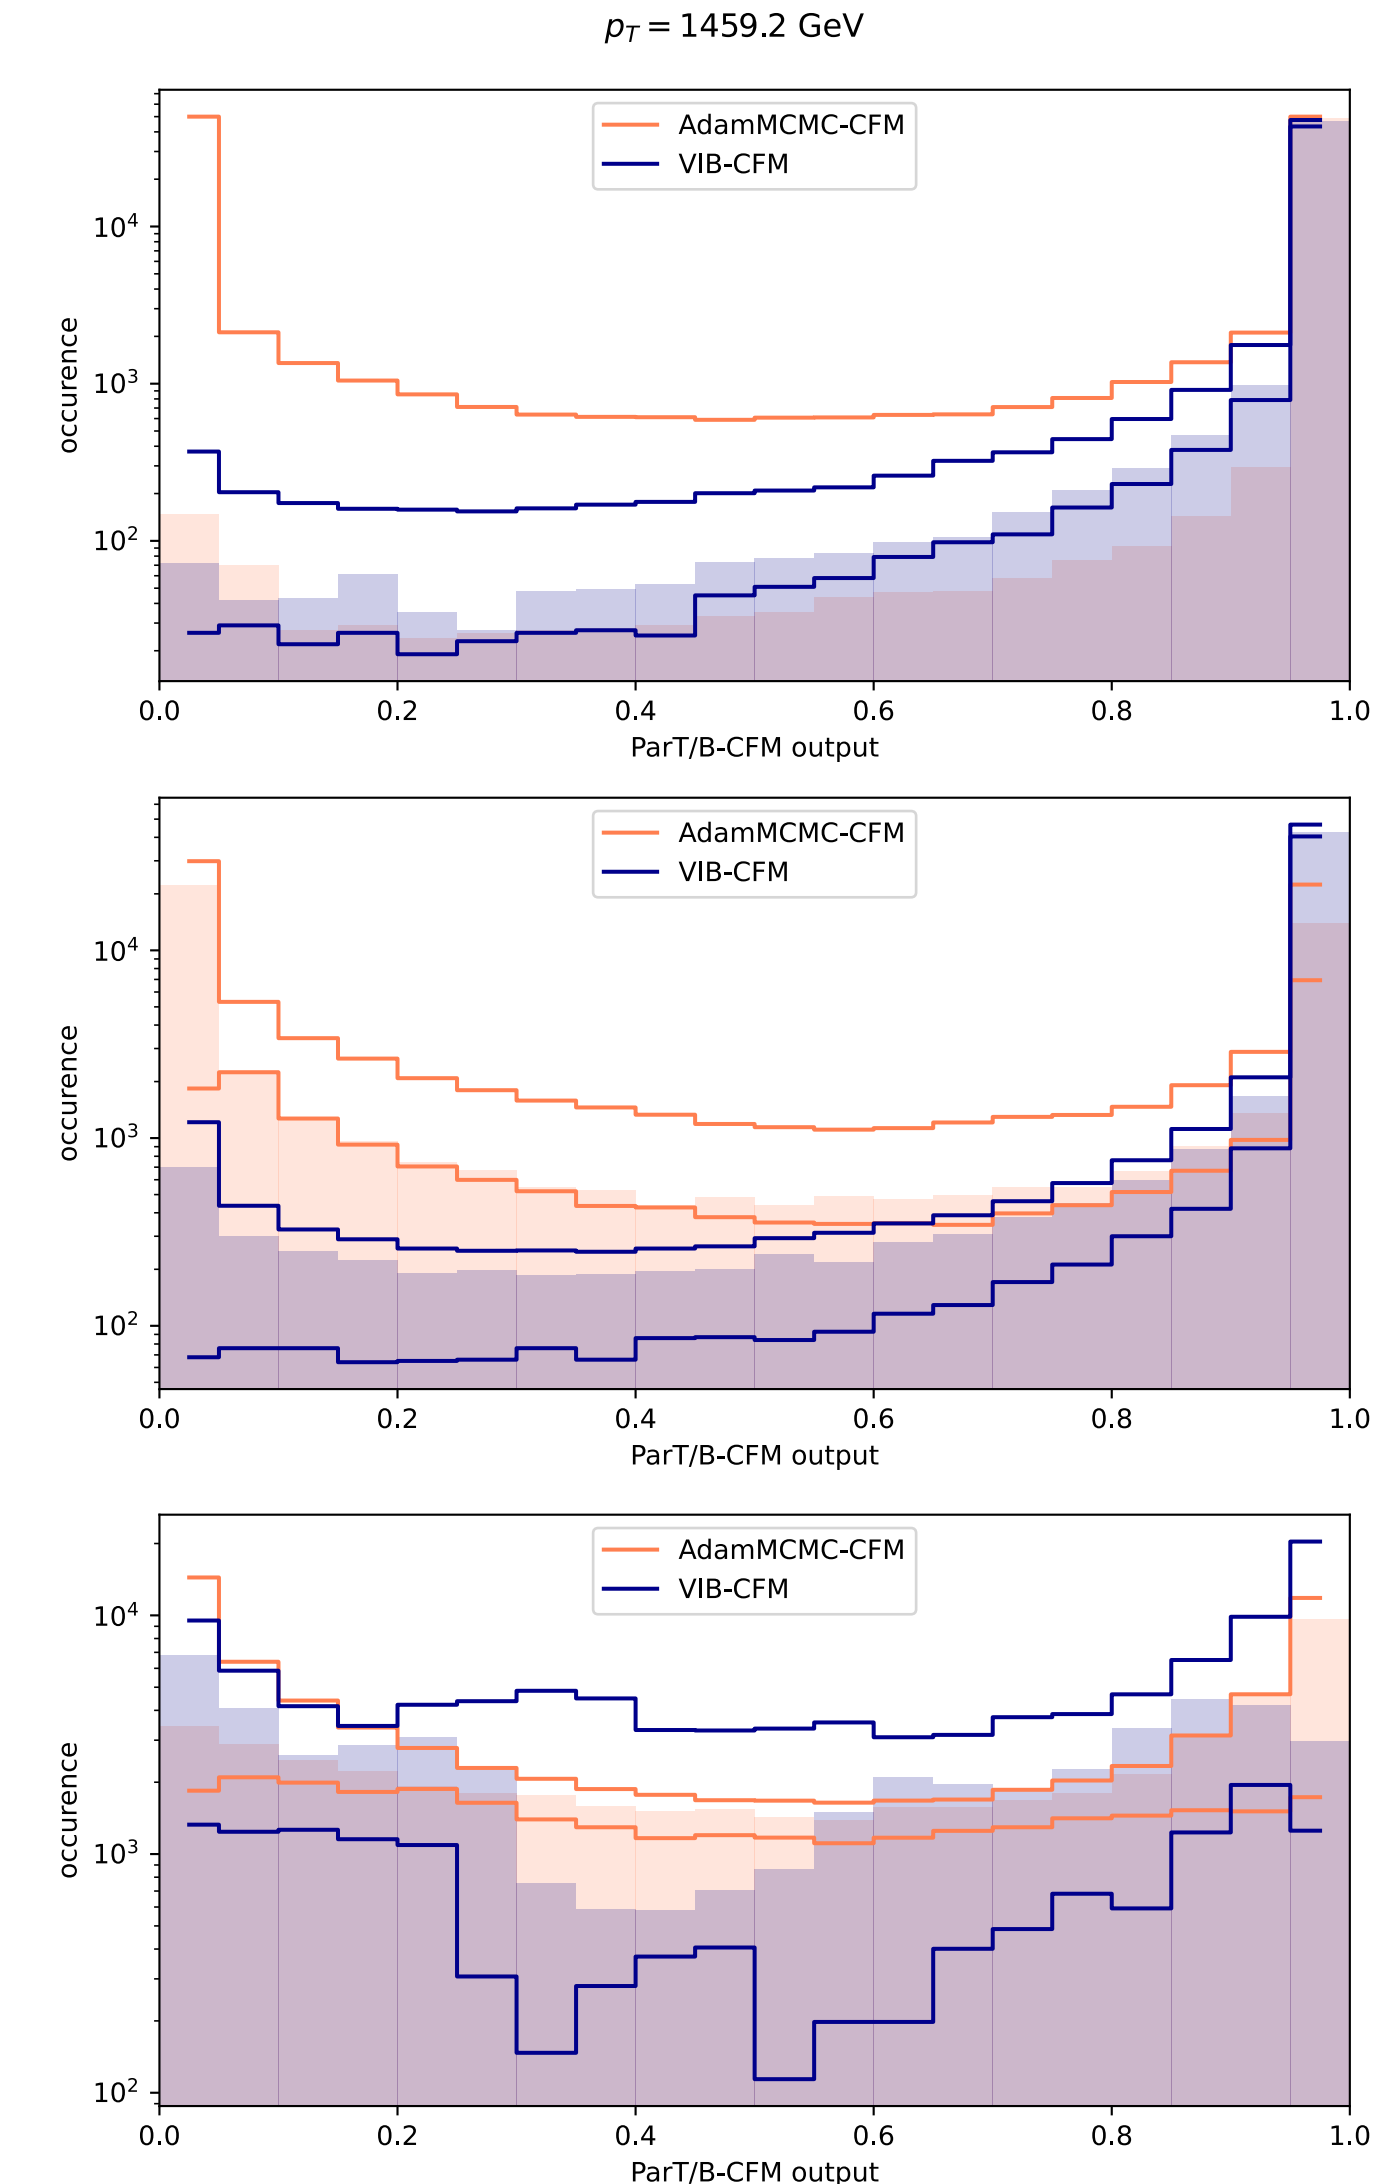 p_T = 1459.2 GeV
AdamMCMC-CFM
VIB-CFM
10^4
10^3
10^2
occurence
0.0 0.2 0.4 0.6 0.8 1.0
ParT/B-CFM output
AdamMCMC-CFM
VIB-CFM
10^4
10^3
10^2
occurence
0.0 0.2 0.4 0.6 0.8 1.0
ParT/B-CFM output
AdamMCMC-CFM
VIB-CFM
10^4
10^3
10^2
occurence
0.0 0.2 0.4 0.6 0.8 1.0
ParT/B-CFM output